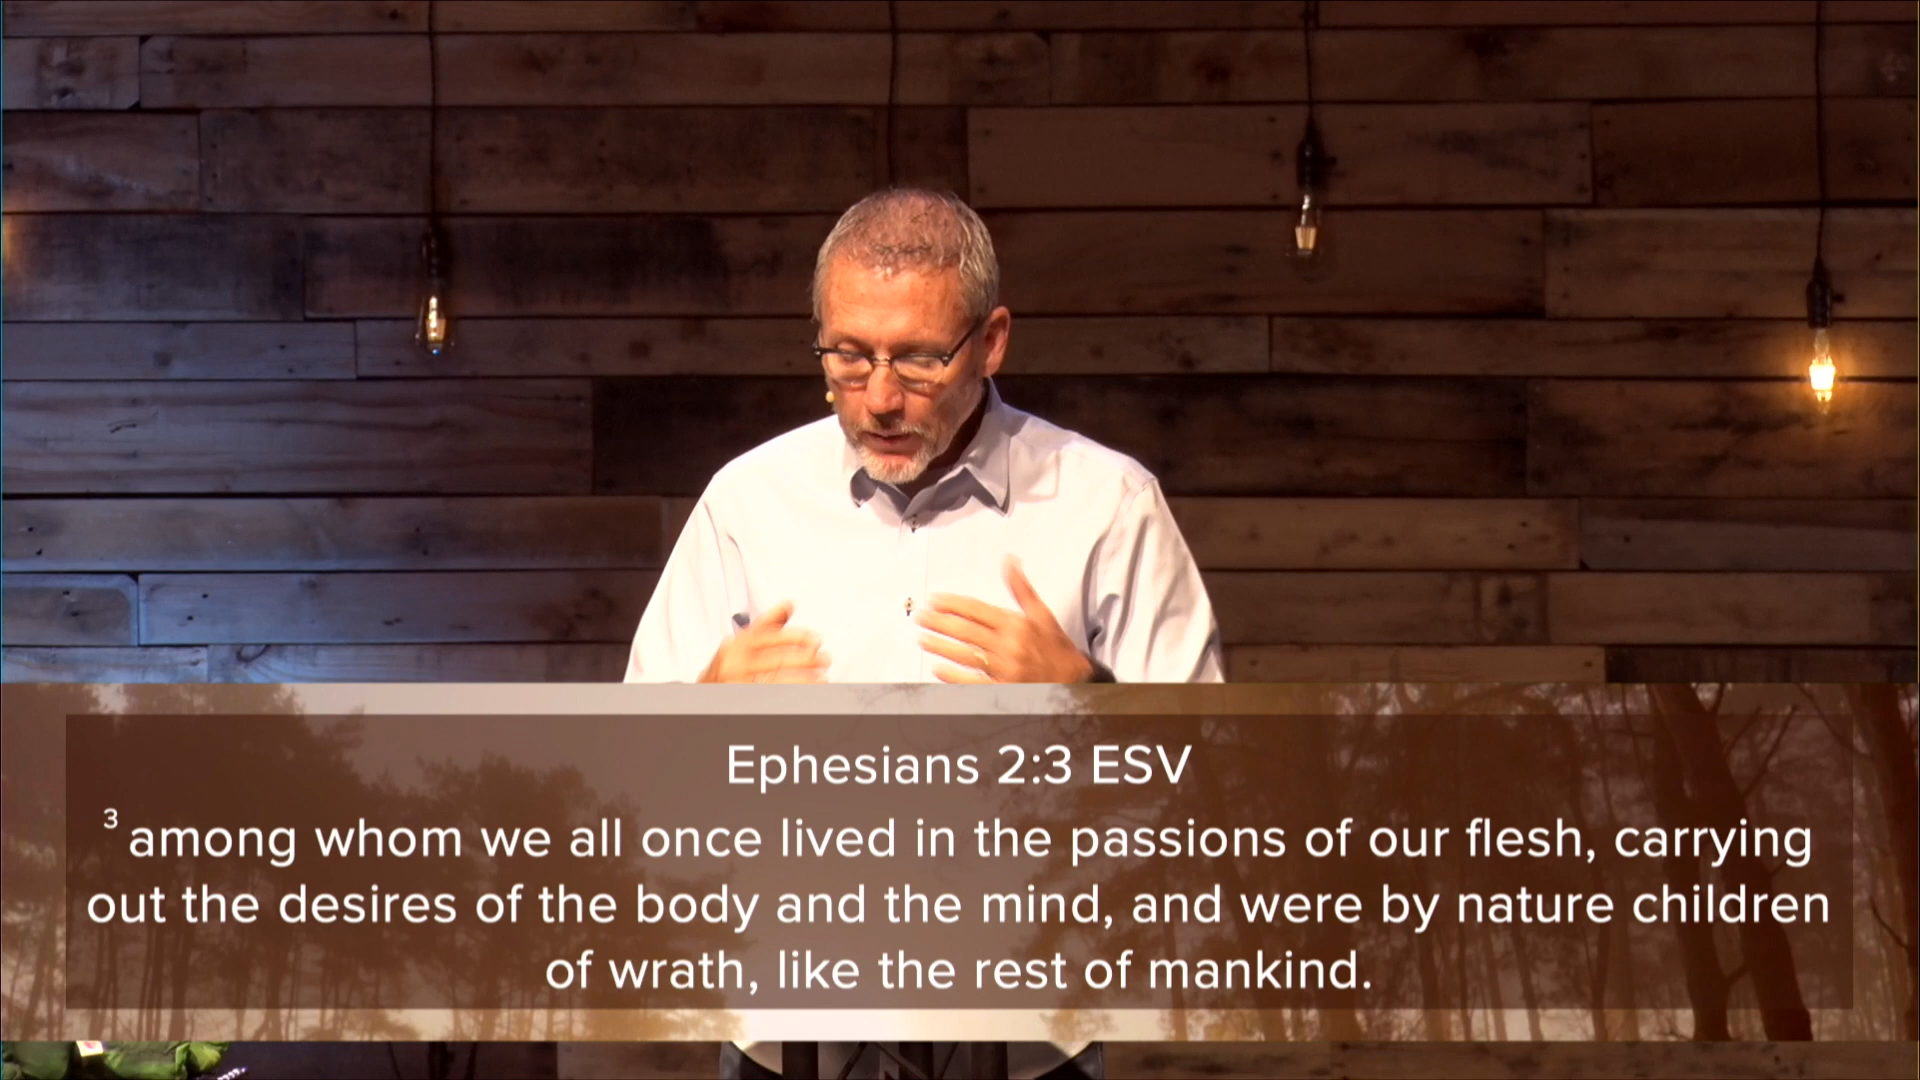 Ephesians 2:3 ESV
3 among whom we all once lived in the passions of our flesh, carrying
out the desires of the body and the mind, and were by nature children
of wrath, like the rest of mankind.